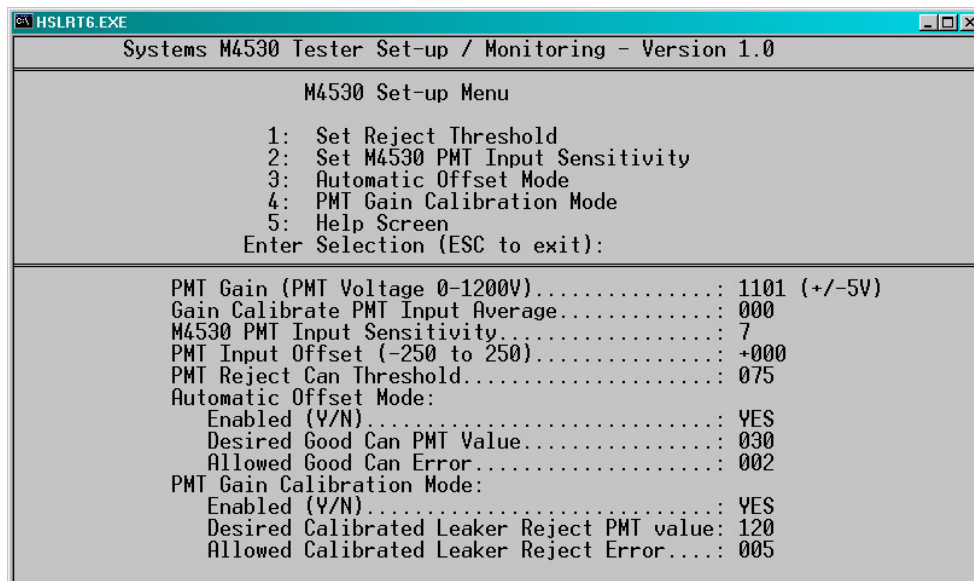 HSLRT6.EXE
Systems M4530 Tester Set-up / Monitoring - Version 1.0
M4530 Set-up Menu
1: Set Reject Threshold
2: Set M4530 PMT Input Sensitivity
3: Automatic Offset Mode
4: PMT Gain Calibration Mode
5: Help Screen
Enter Selection (ESC to exit):
PMT Gain (PMT Voltage 0-1200V)...............: 1101 (+/-5V)
Gain Calibrate PMT Input Average.............: 000
M4530 PMT Input Sensitivity..................: 7
PMT Input Offset (-250 to 250)...............: +000
PMT Reject Can Threshold.....................: 075
Automatic Offset Mode:
Enabled (Y/N).............................: YES
Desired Good Can PMT Value................: 030
Allowed Good Can Error....................: 002
PMT Gain Calibration Mode:
Enabled (Y/N).............................: YES
Desired Calibrated Leaker Reject PMT value: 120
Allowed Calibrated Leaker Reject Error....: 005